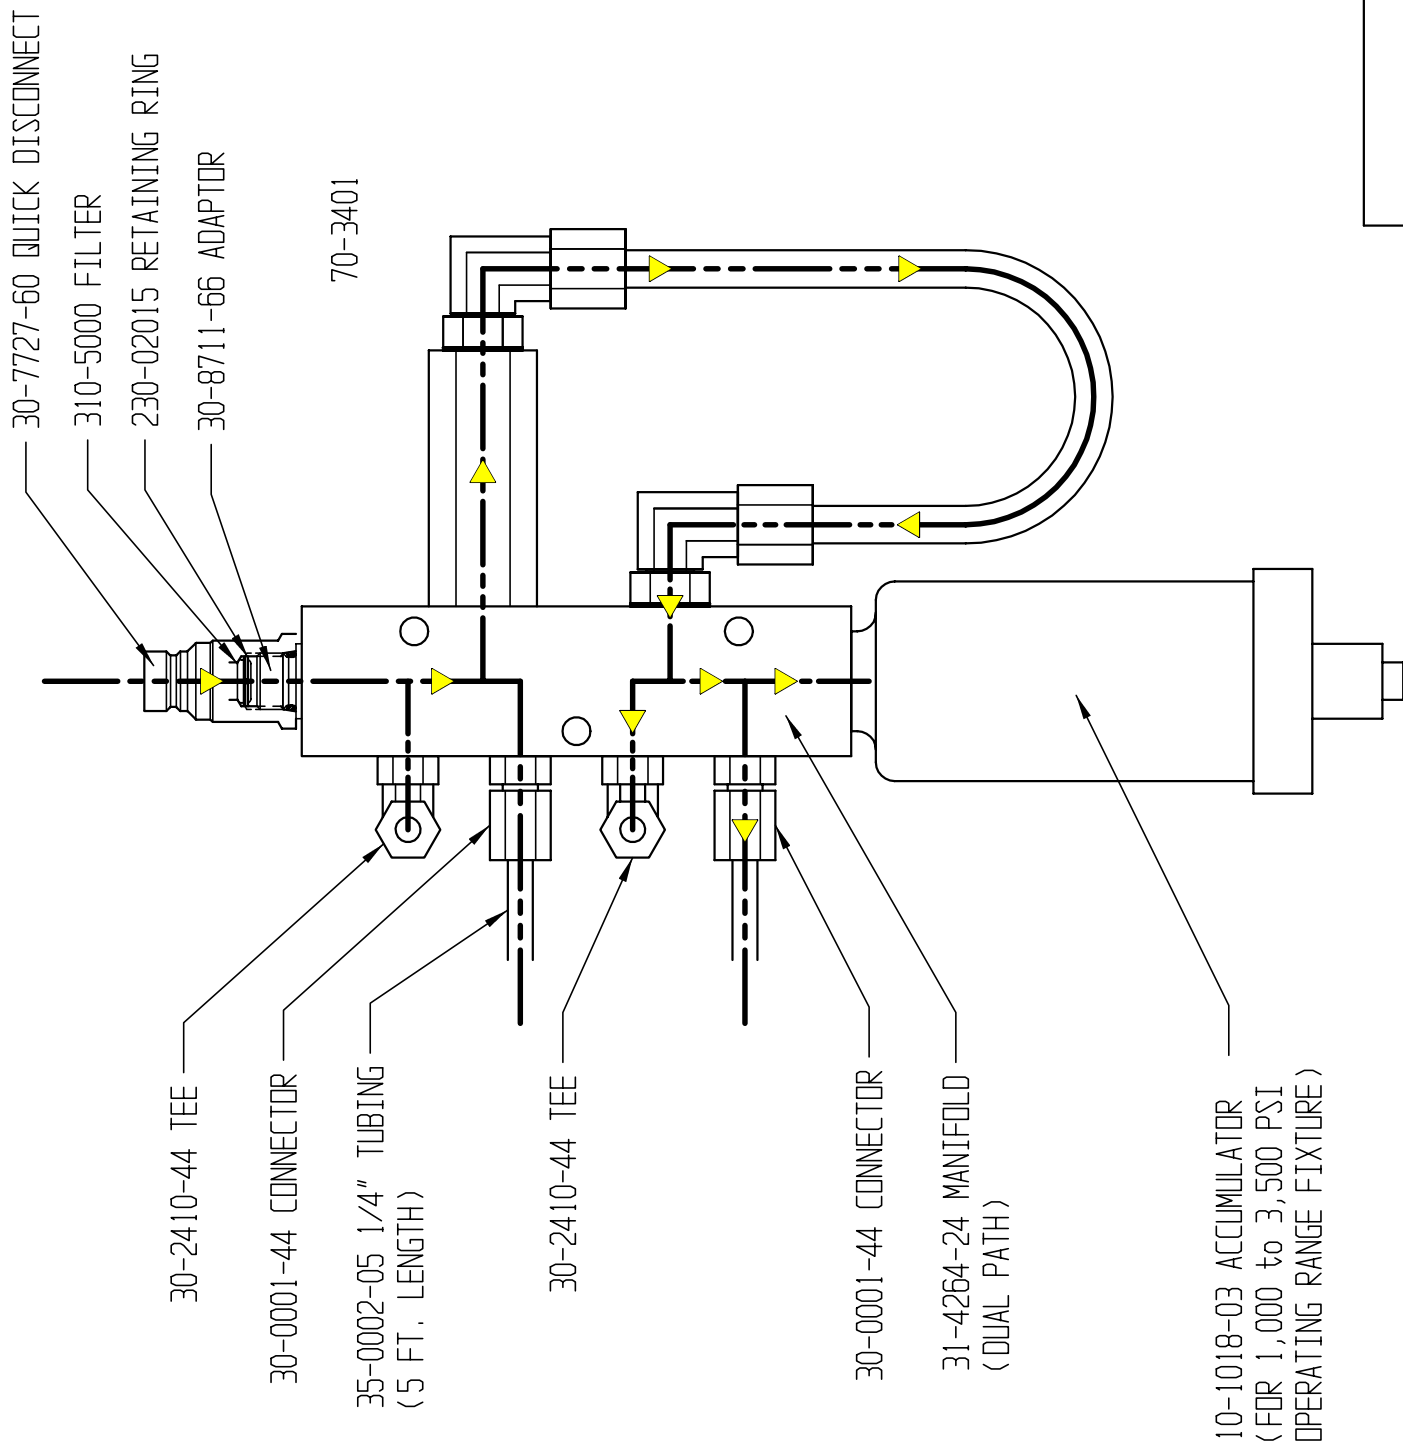 30-7727-60 QUICK DISCONNECT
310-5000 FILTER
230-02015 RETAINING RING
30-8711-66 ADAPTOR
70-3401
30-2410-44 TEE
30-0001-44 CONNECTOR
35-0002-05 1/4" TUBING
(5 FT. LENGTH)
30-2410-44 TEE
30-0001-44 CONNECTOR
31-4264-24 MANIFOLD
(DUAL PATH)
10-1018-03 ACCUMULATOR
(FOR 1,000 to 3,500 PSI
OPERATING RANGE FIXTURE)